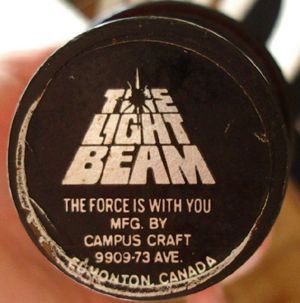 THE
LIGHT
BEAM
THE FORCE IS WITH YOU
MFG. BY
CAMPUS CRAFT
9909-73 AVE.
EDMONTON, CANADA